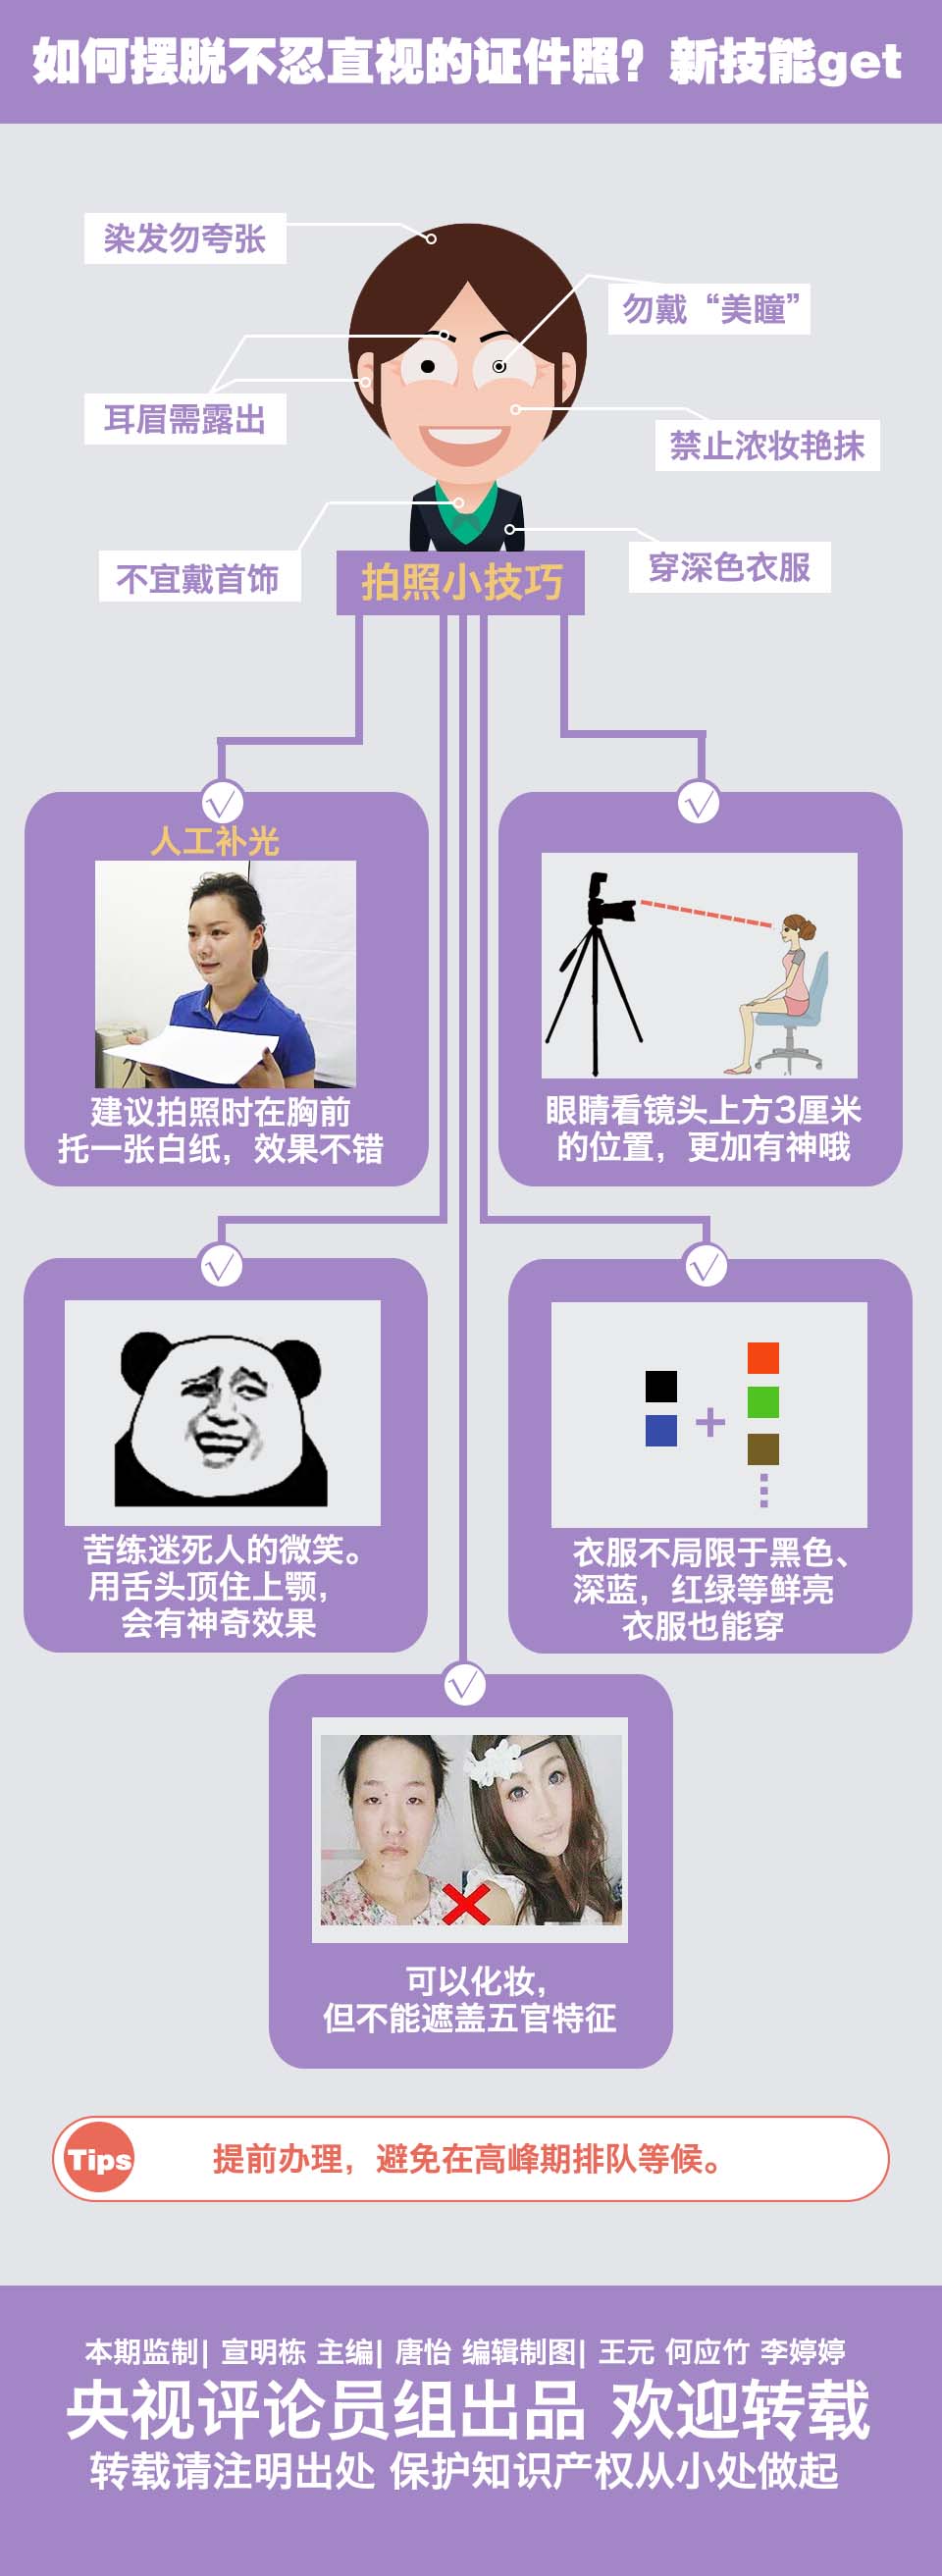 如何摆脱不忍直视的证件照？新技能get
染发勿夸张
勿戴“美瞳”
耳眉需露出
禁止浓妆艳抹
不宜戴首饰
穿深色衣服
拍照小技巧
人工补光
建议拍照时在胸前
托一张白纸，效果不错
眼睛看镜头上方3厘米
的位置，更加有神哦
苦练迷死人的微笑。
用舌头顶住上颚，
会有神奇效果
衣服不局限于黑色、
深蓝，红绿等鲜亮
衣服也能穿
可以化妆，
但不能遮盖五官特征
Tips
提前办理，避免在高峰期排队等候。
本期监制| 宣明栋 主编| 唐怡 编辑制图| 王元 何应竹 李婷婷
央视评论员组出品 欢迎转载
转载请注明出处 保护知识产权从小处做起